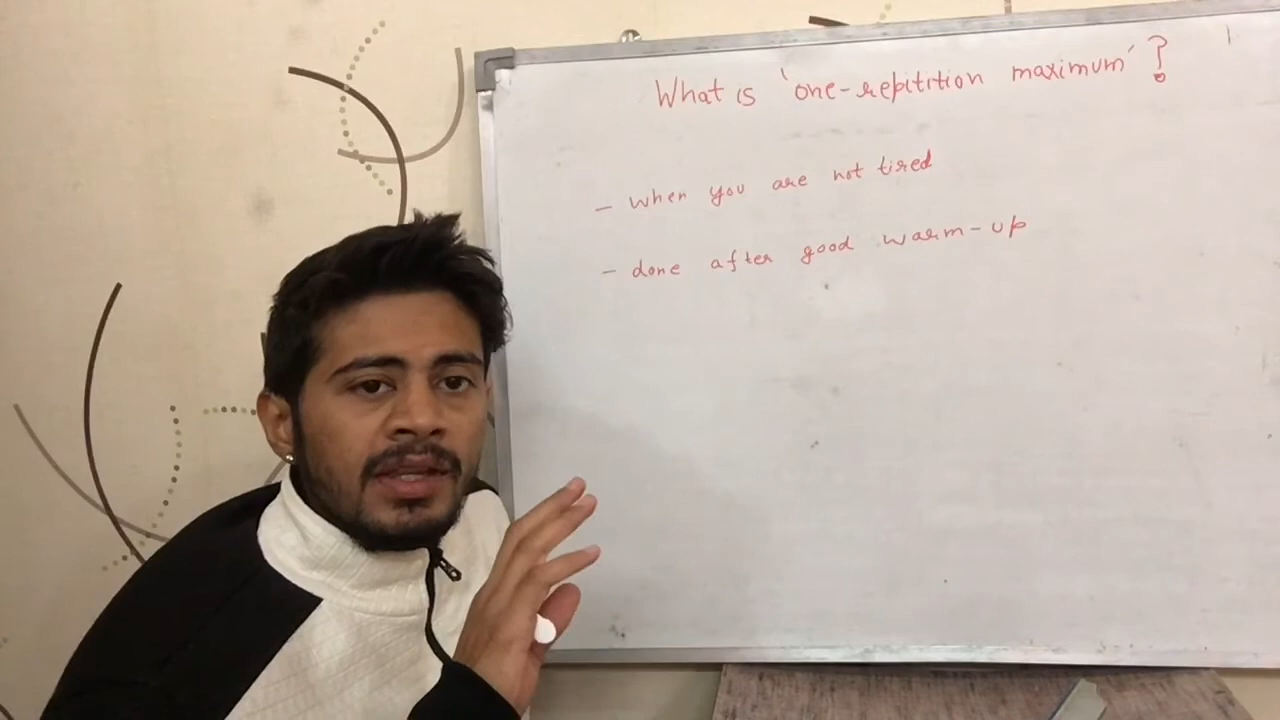 What is 'one-repitition maximum'?
- when you are not tired
- done after good warm-up